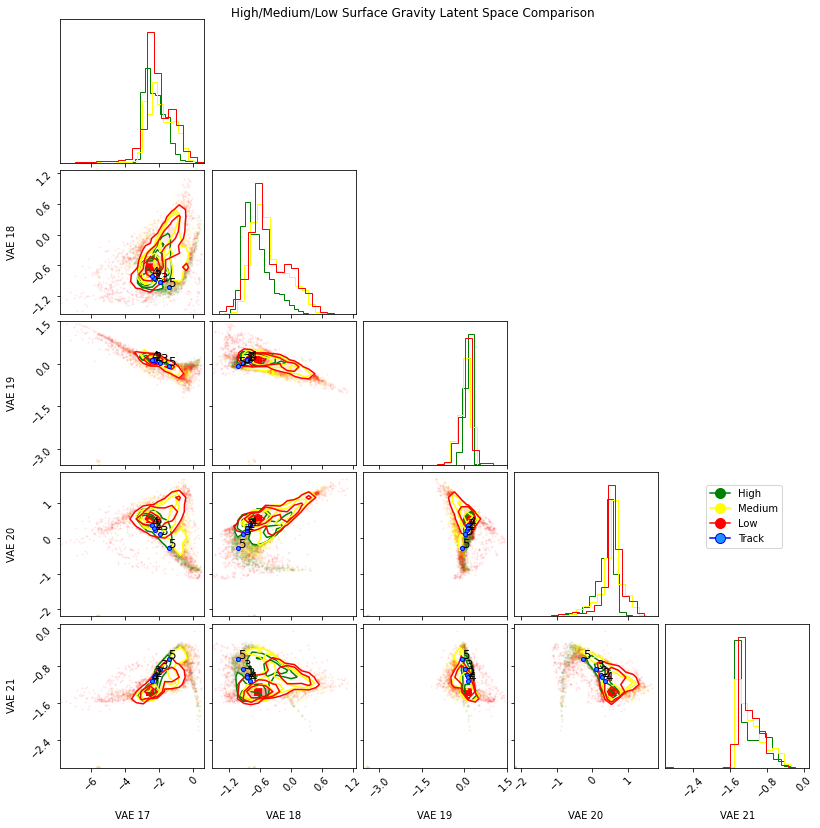 High/Medium/Low Surface Gravity Latent Space Comparison
1.2
0.6
0.0
−0.6
−1.2
VAE 18
5
1.5
0.0
−1.5
−3.0
VAE 19
5
1
0
−1
−2
VAE 20
5
5
High
Medium
Low
Track
0.0
−0.8
−1.6
−2.4
VAE 21
5
5
5
5
4
−6 −4 −2 0
−1.2 −0.6 0.0 0.6 1.2
−3.0 −1.5 0.0 1.5
−2 −1 0 1
−2.4 −1.6 −0.8 0.0
VAE 17 VAE 18 VAE 19 VAE 20 VAE 21